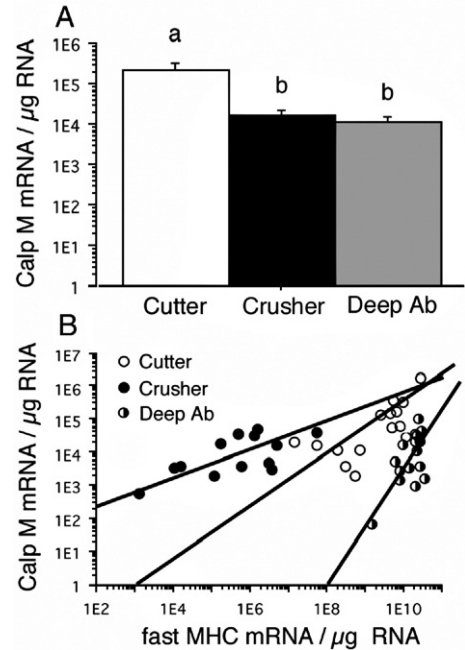 A
Calp M mRNA / µg RNA
1E6
1E5
1E4
1E3
1E2
1E1
1
a
b
b
Cutter
Crusher
Deep Ab
B
Calp M mRNA / µg RNA
1E7
1E6
1E5
1E4
1E3
1E2
1E1
1
Cutter
Crusher
Deep Ab
1E2
1E4
1E6
1E8
1E10
fast MHC mRNA / µg RNA